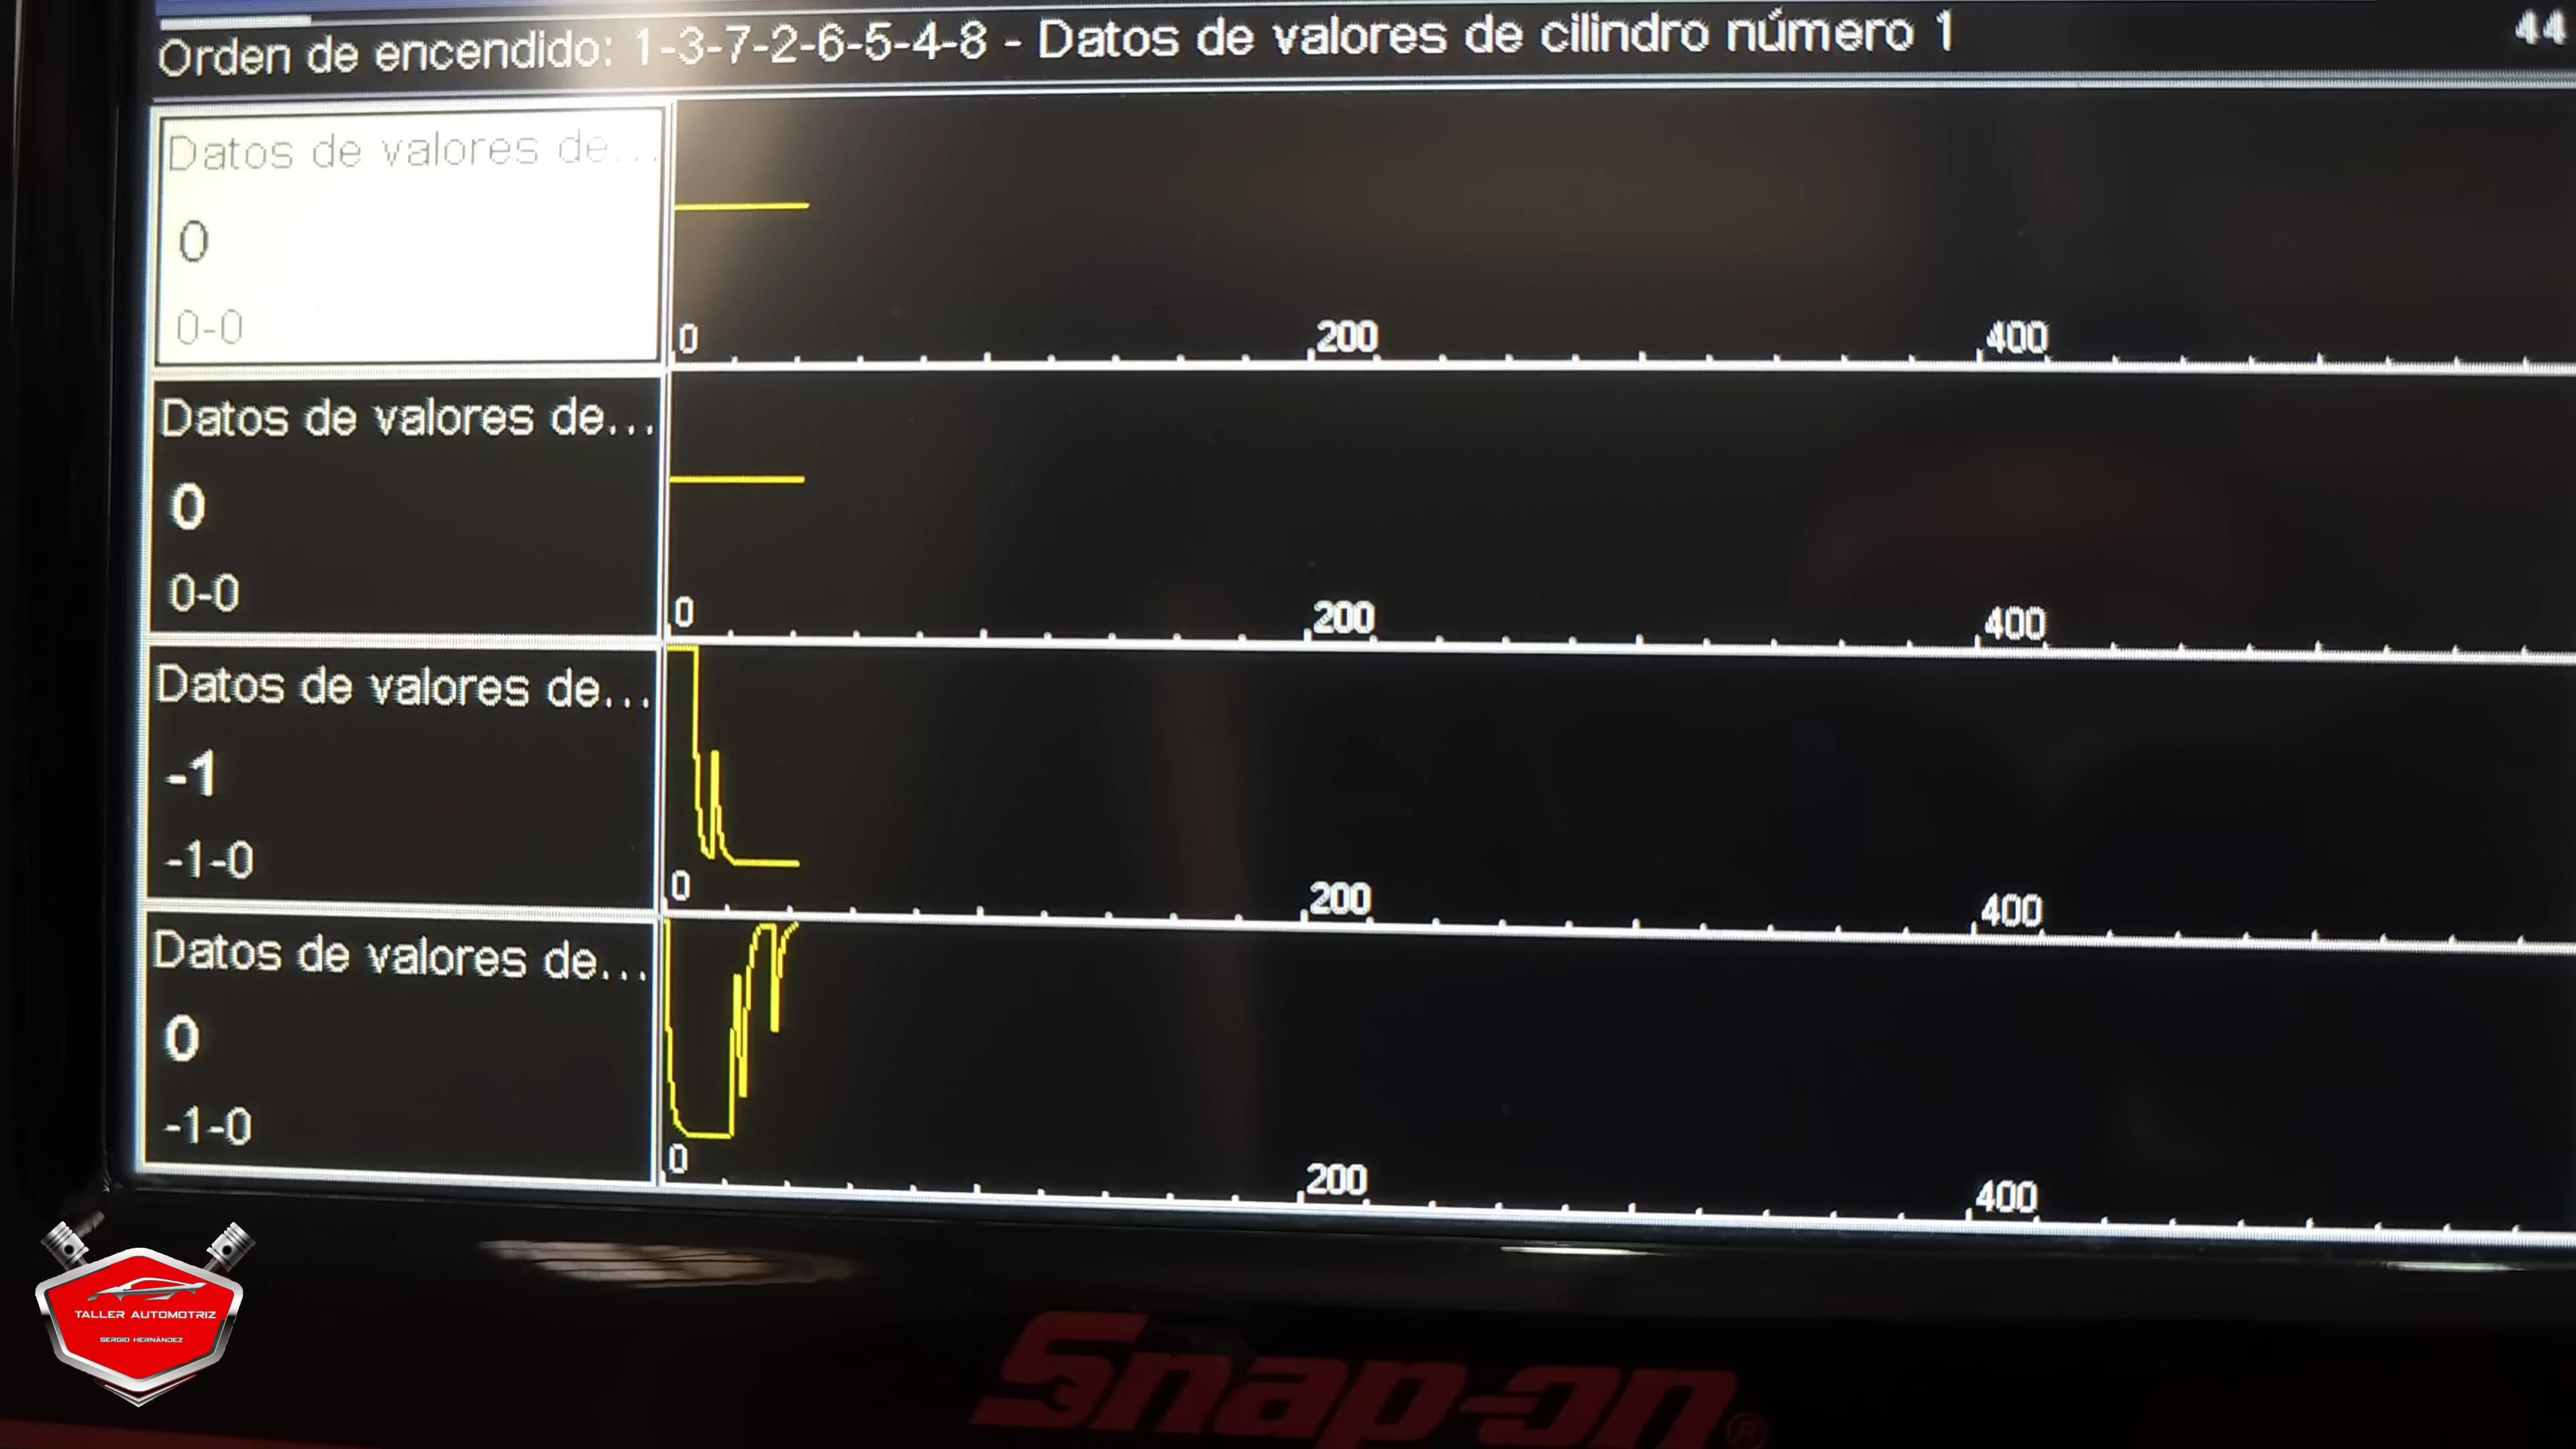 Orden de encendido: 1-3-7-2-6-5-4-8 - Datos de valores de cilindro número 1
44
Datos de valores de...
0
0-0
0 200 400
Datos de valores de...
0
0-0
0 200 400
Datos de valores de...
-1
-1-0
0 200 400
Datos de valores de...
0
-1-0
0 200 400
TALLER AUTOMOTRIZ
SERGIO HERNÁNDEZ
Snap-on®